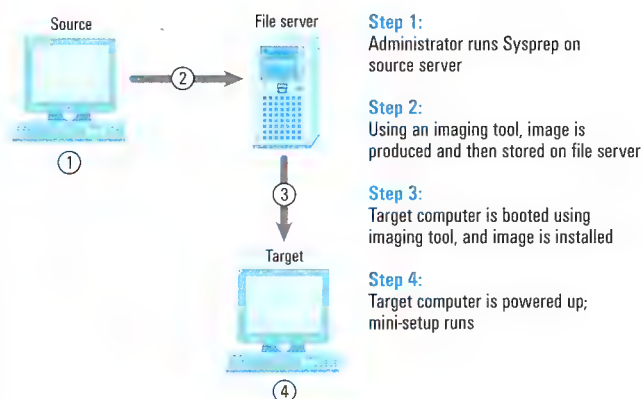 Source
File server
2
1
3
Target
4
Step 1:
Administrator runs Sysprep on
source server
Step 2:
Using an imaging tool, image is
produced and then stored on file server
Step 3:
Target computer is booted using
imaging tool, and image is installed
Step 4:
Target computer is powered up;
mini-setup runs